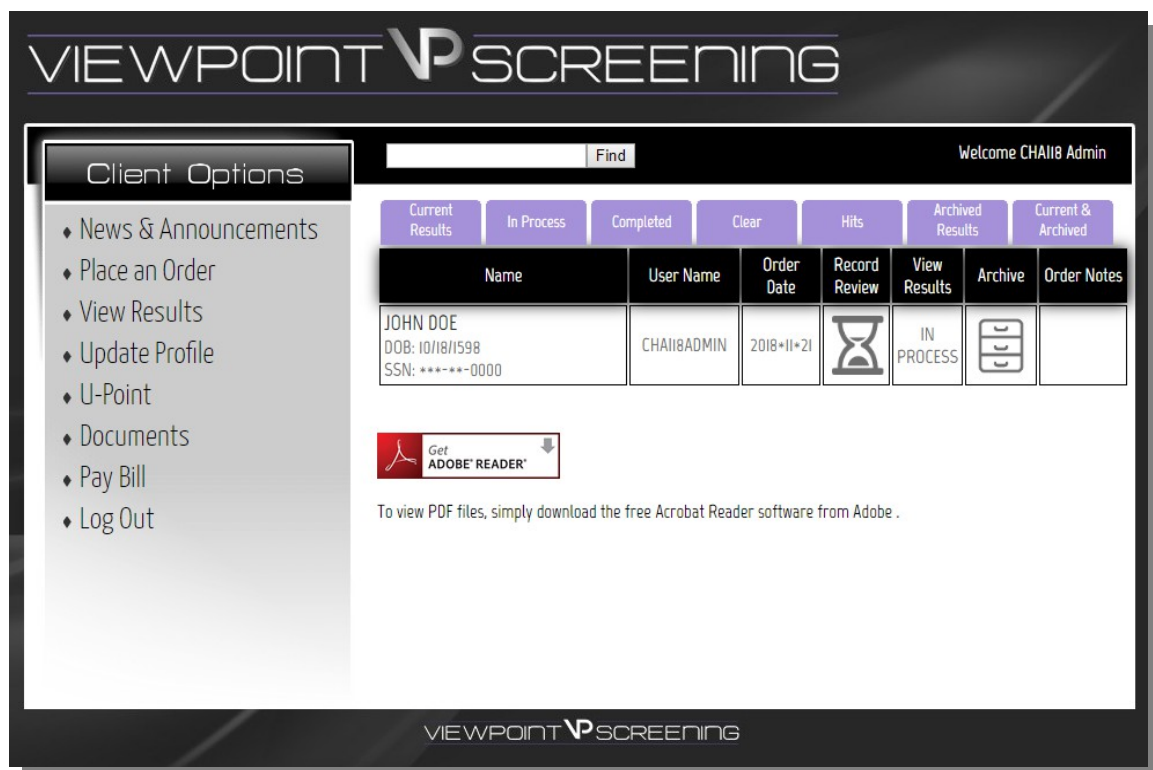 VIEWPOINT VP SCREENING
Client Options
News & Announcements
Place an Order
View Results
Update Profile
U-Point
Documents
Pay Bill
Log Out
Find
Welcome CHAII8 Admin
Current Results
In Process
Completed
Clear
Hits
Archived Results
Current & Archived
Name
User Name
Order Date
Record Review
View Results
Archive
Order Notes
JOHN DOE
DOB: 10/18/1598
SSN: ***-**-0000
CHAII8ADMIN
2018*11*21
IN PROCESS
Get
ADOBE® READER®
To view PDF files, simply download the free Acrobat Reader software from Adobe .
VIEWPOINT VP SCREENING